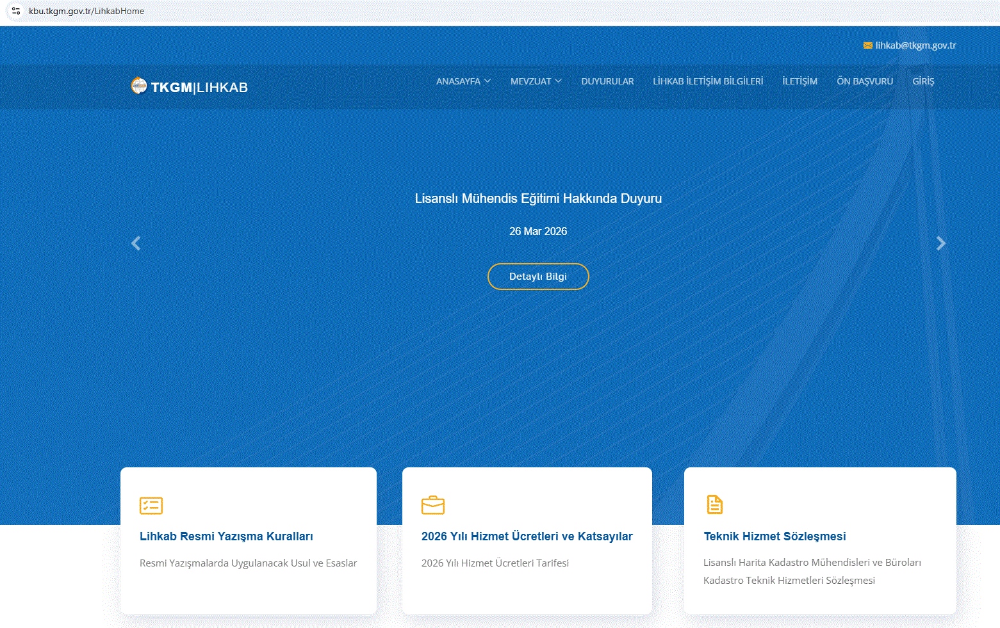 kbu.tkgm.gov.tr/LihkabHome
lihkab@tkgm.gov.tr
TKGM|LIHKAB
ANASAYFA MEVZUAT DUYURULAR LİHKAB İLETİŞİM BİLGİLERİ İLETİŞİM ÖN BAŞVURU GİRİŞ
Lisanslı Mühendis Eğitimi Hakkında Duyuru
26 Mar 2026
Detaylı Bilgi
Lihkab Resmi Yazışma Kuralları
Resmi Yazışmalarda Uygulanacak Usul ve Esaslar
2026 Yılı Hizmet Ücretleri ve Katsayılar
2026 Yılı Hizmet Ücretleri Tarifesi
Teknik Hizmet Sözleşmesi
Lisanslı Harita Kadastro Mühendisleri ve Büroları
Kadastro Teknik Hizmetleri Sözleşmesi